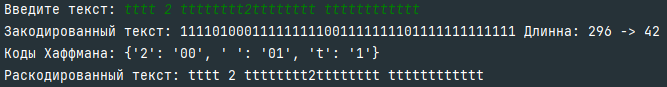 Введите текст: tttt 2 tttttttt2tttttttt tttttttttttt
Закодированный текст: 111101000111111111001111111101111111111111 Длинна: 296 -> 42
Коды Хаффмана: {'2': '00', ' ': '01', 't': '1'}
Раскодированный текст: tttt 2 tttttttt2tttttttt tttttttttttt